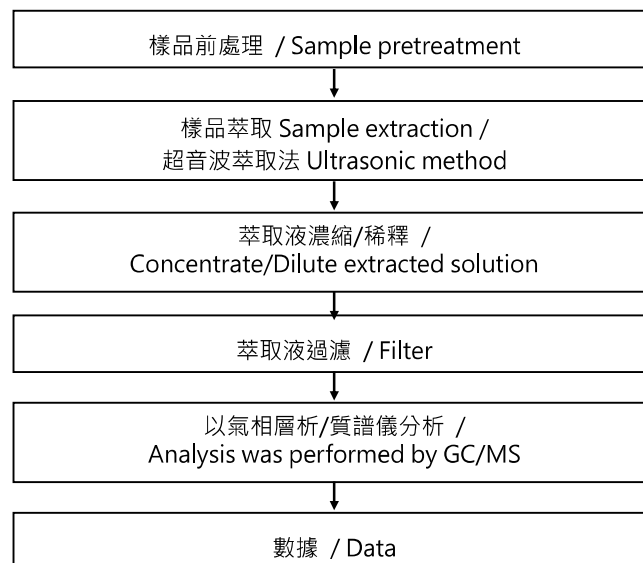 樣品前處理 / Sample pretreatment
樣品萃取 Sample extraction /
超音波萃取法 Ultrasonic method
萃取液濃縮/稀釋 /
Concentrate/Dilute extracted solution
萃取液過濾 / Filter
以氣相層析/質譜儀分析 /
Analysis was performed by GC/MS
數據 / Data